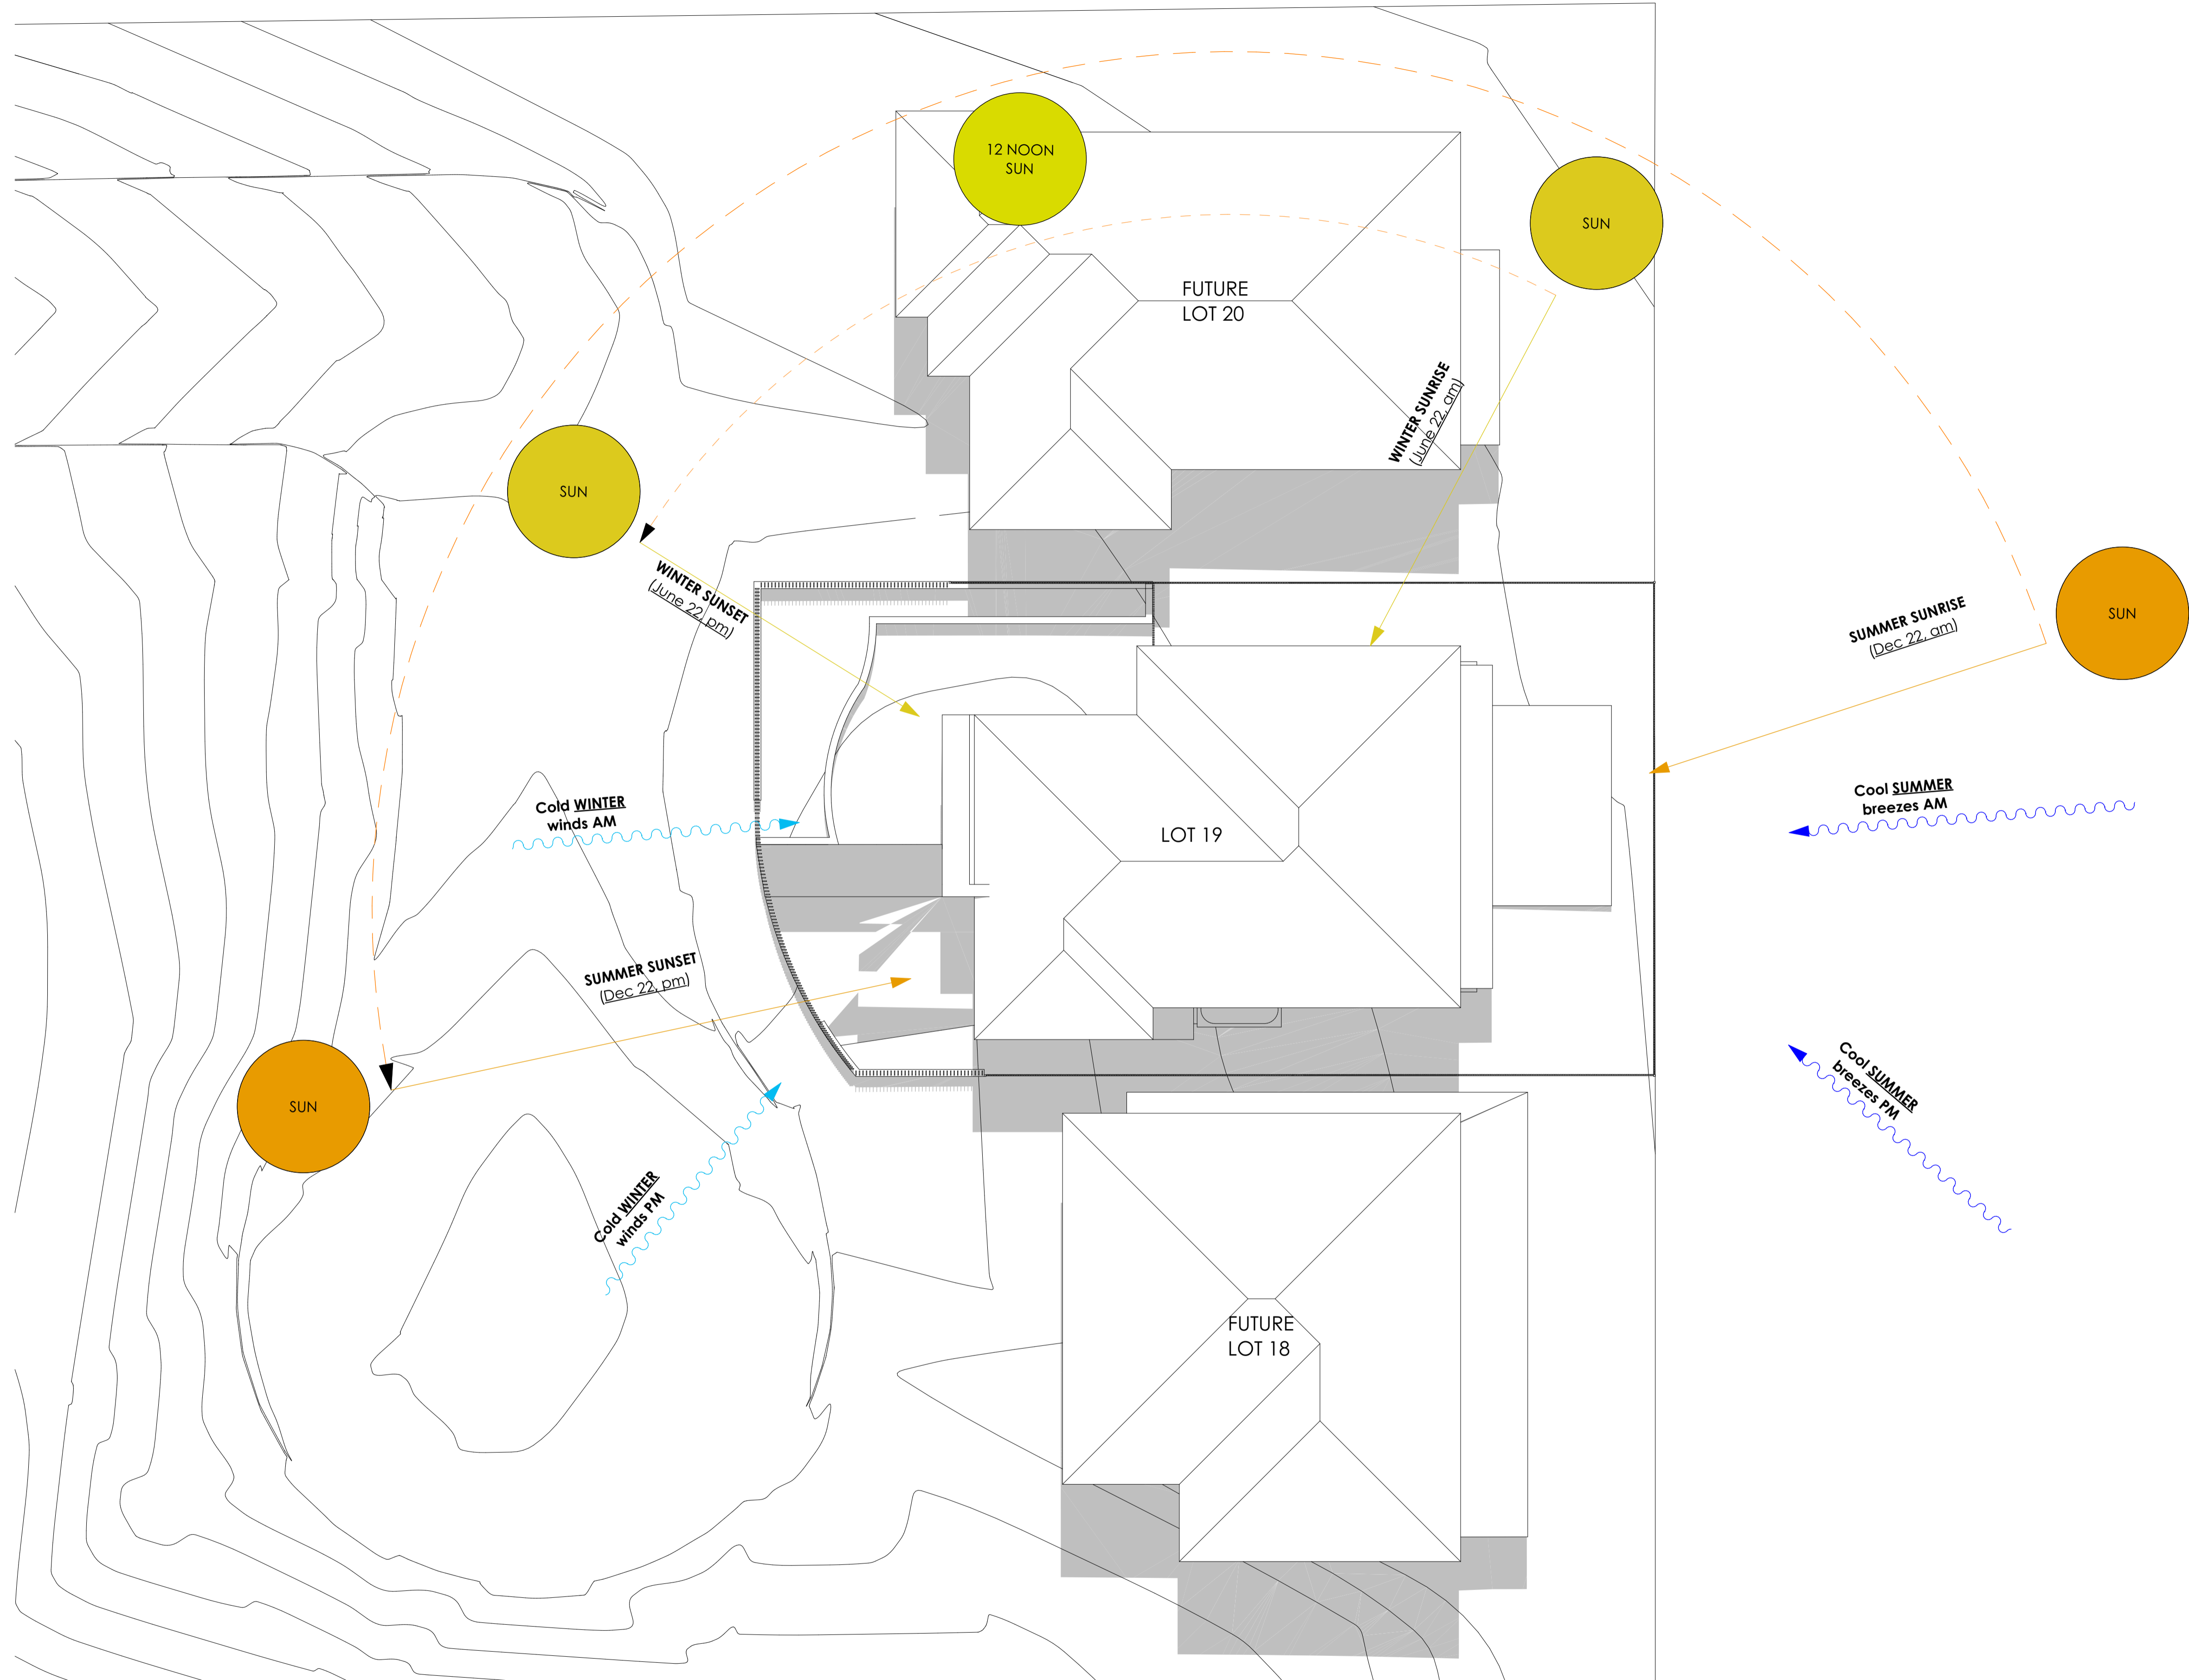 12 NOON
SUN
SUN
FUTURE
LOT 20
WINTER SUNRISE
(June 22, am)
SUN
WINTER SUNSET
(June 22, pm)
SUN
SUMMER SUNRISE
(Dec 22, am)
Cold WINTER
winds AM
LOT 19
Cool SUMMER
breezes AM
SUMMER SUNSET
(Dec 22, pm)
SUN
Cool SUMMER
breezes PM
Cold WINTER
winds PM
FUTURE
LOT 18